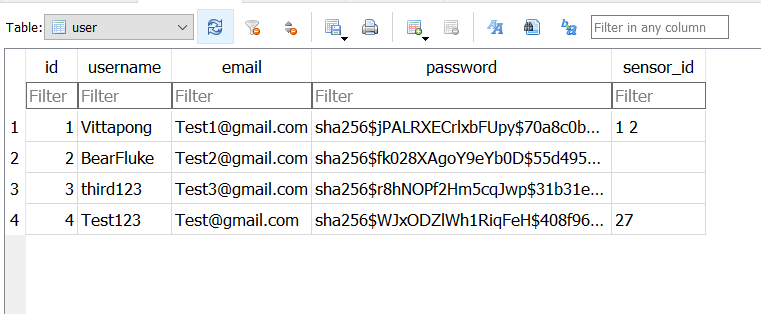 Table: user Filter in any column
id username email password sensor_id
Filter Filter Filter Filter Filter
1 1 Vittapong Test1@gmail.com sha256$jPALRXECrlxbFUpy$70a8c0b... 1 2
2 2 BearFluke Test2@gmail.com sha256$fk028XAgoY9eYb0D$55d495...
3 3 third123 Test3@gmail.com sha256$r8hNOPf2Hm5cqJwp$31b31e...
4 4 Test123 Test@gmail.com sha256$WJxODZlWh1RiqFeH$408f96... 27